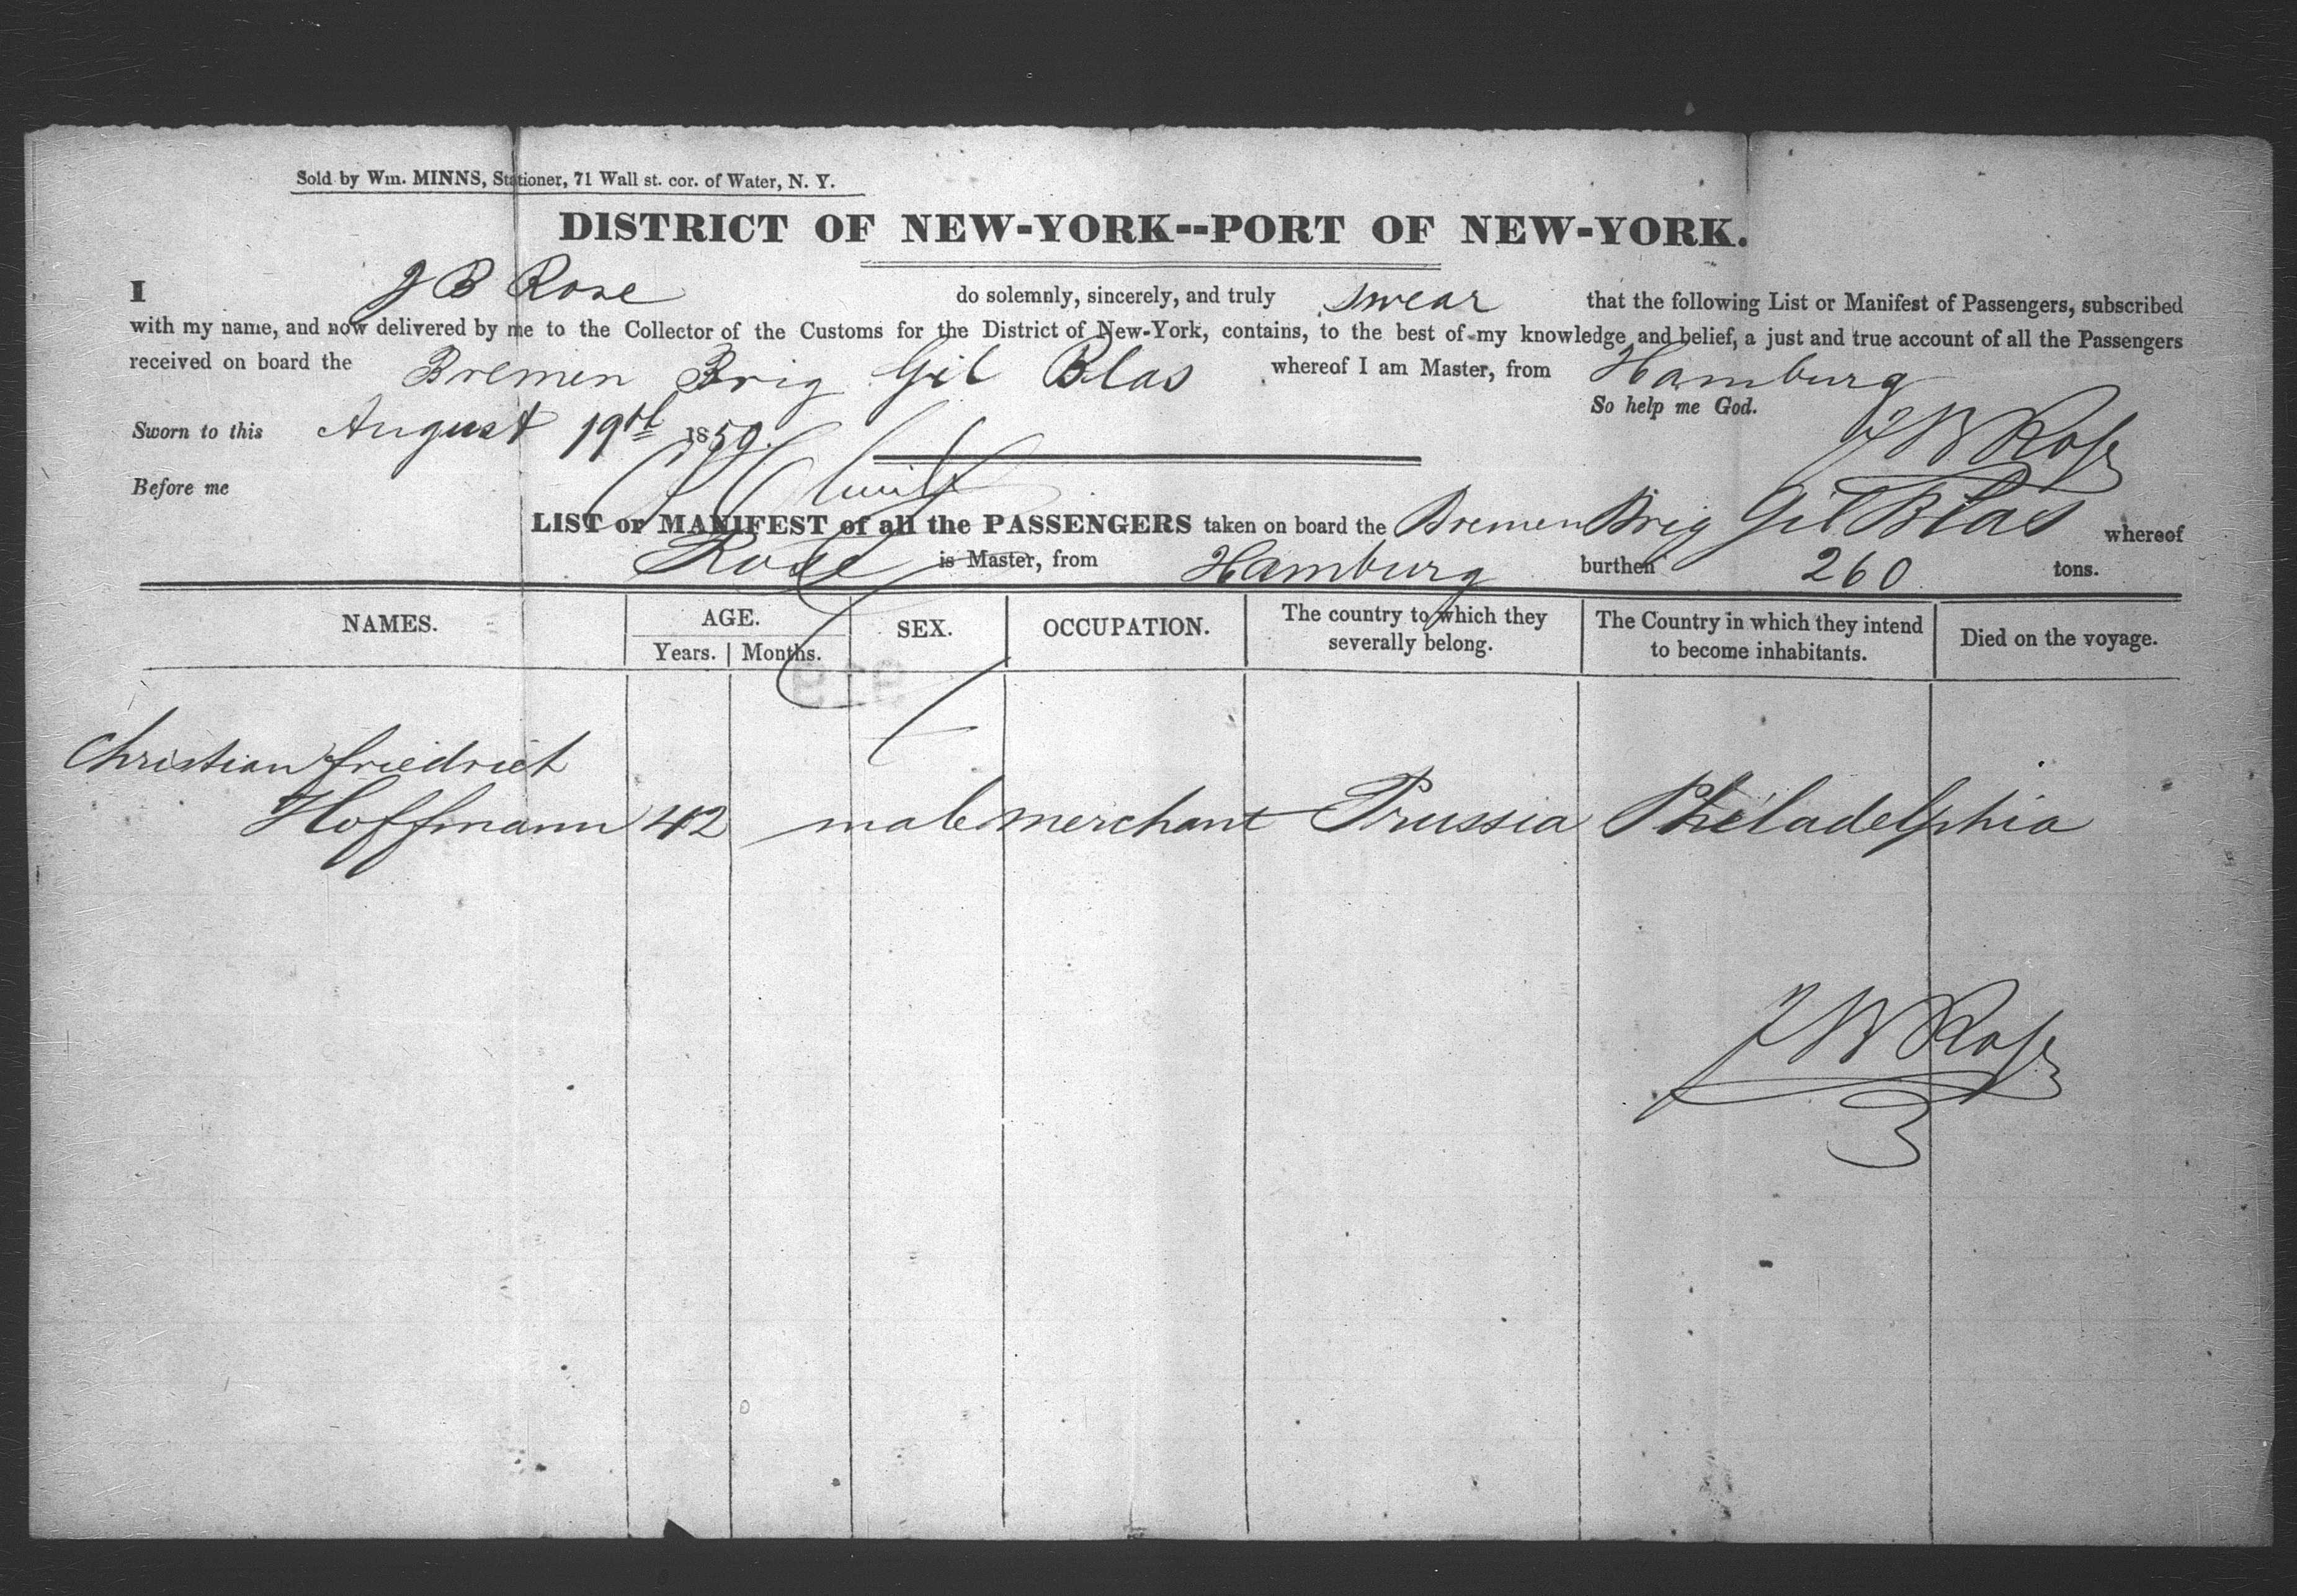 Sold by Wm. MINNS, Stationer, 71 Wall st. cor. of Water, N. Y.
DISTRICT OF NEW-YORK--PORT OF NEW-YORK.
I J B Rose do solemnly, sincerely, and truly swear that the following List or Manifest of Passengers, subscribed
with my name, and now delivered by me to the Collector of the Customs for the District of New-York, contains, to the best of my knowledge and belief, a just and true account of all the Passengers
received on board the Bremen Brig Gil Blas whereof I am Master, from Hamburg
So help me God.
Sworn to this August 19th 1859.
J B Rose
Before me
LIST or MANIFEST of all the PASSENGERS taken on board the Bremen Brig Gil Blas whereof
Rose is Master, from Hamburg burthen 260 tons.
NAMES. AGE. SEX. OCCUPATION. The country to which they severally belong. The Country in which they intend to become inhabitants. Died on the voyage.
Years. Months.
Christian Friedrich
Hoffmann 42 male merchant Prussia Philadelphia
J B Rose